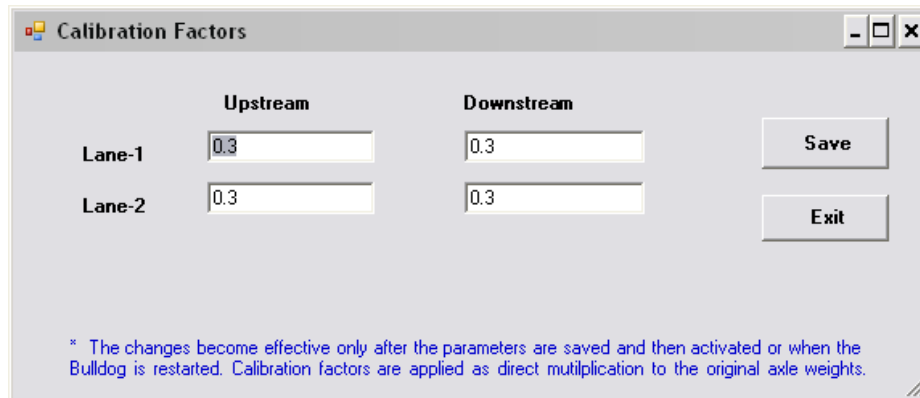 Calibration Factors
Upstream Downstream
Lane-1 0.3 0.3 Save
Lane-2 0.3 0.3 Exit
* The changes become effective only after the parameters are saved and then activated or when the
Bulldog is restarted. Calibration factors are applied as direct mutilplication to the original axle weights.